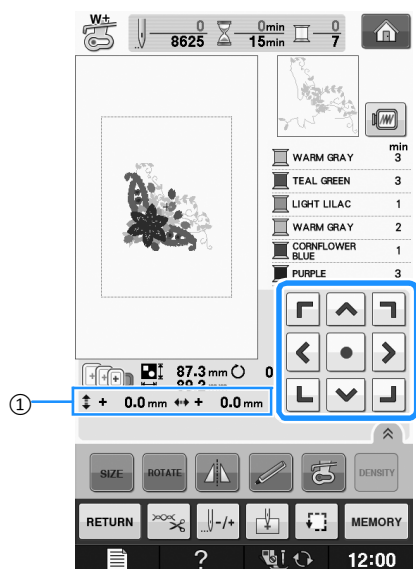 W+
0 0min 0
8625 15min 7
min
WARM GRAY 3
TEAL GREEN 3
LIGHT LILAC 1
WARM GRAY 2
CORNFLOWER
BLUE 1
PURPLE 3
87.3 mm 0
① + 0.0 mm + 0.0 mm
SIZE ROTATE DENSITY
RETURN -/+ MEMORY
? 12:00